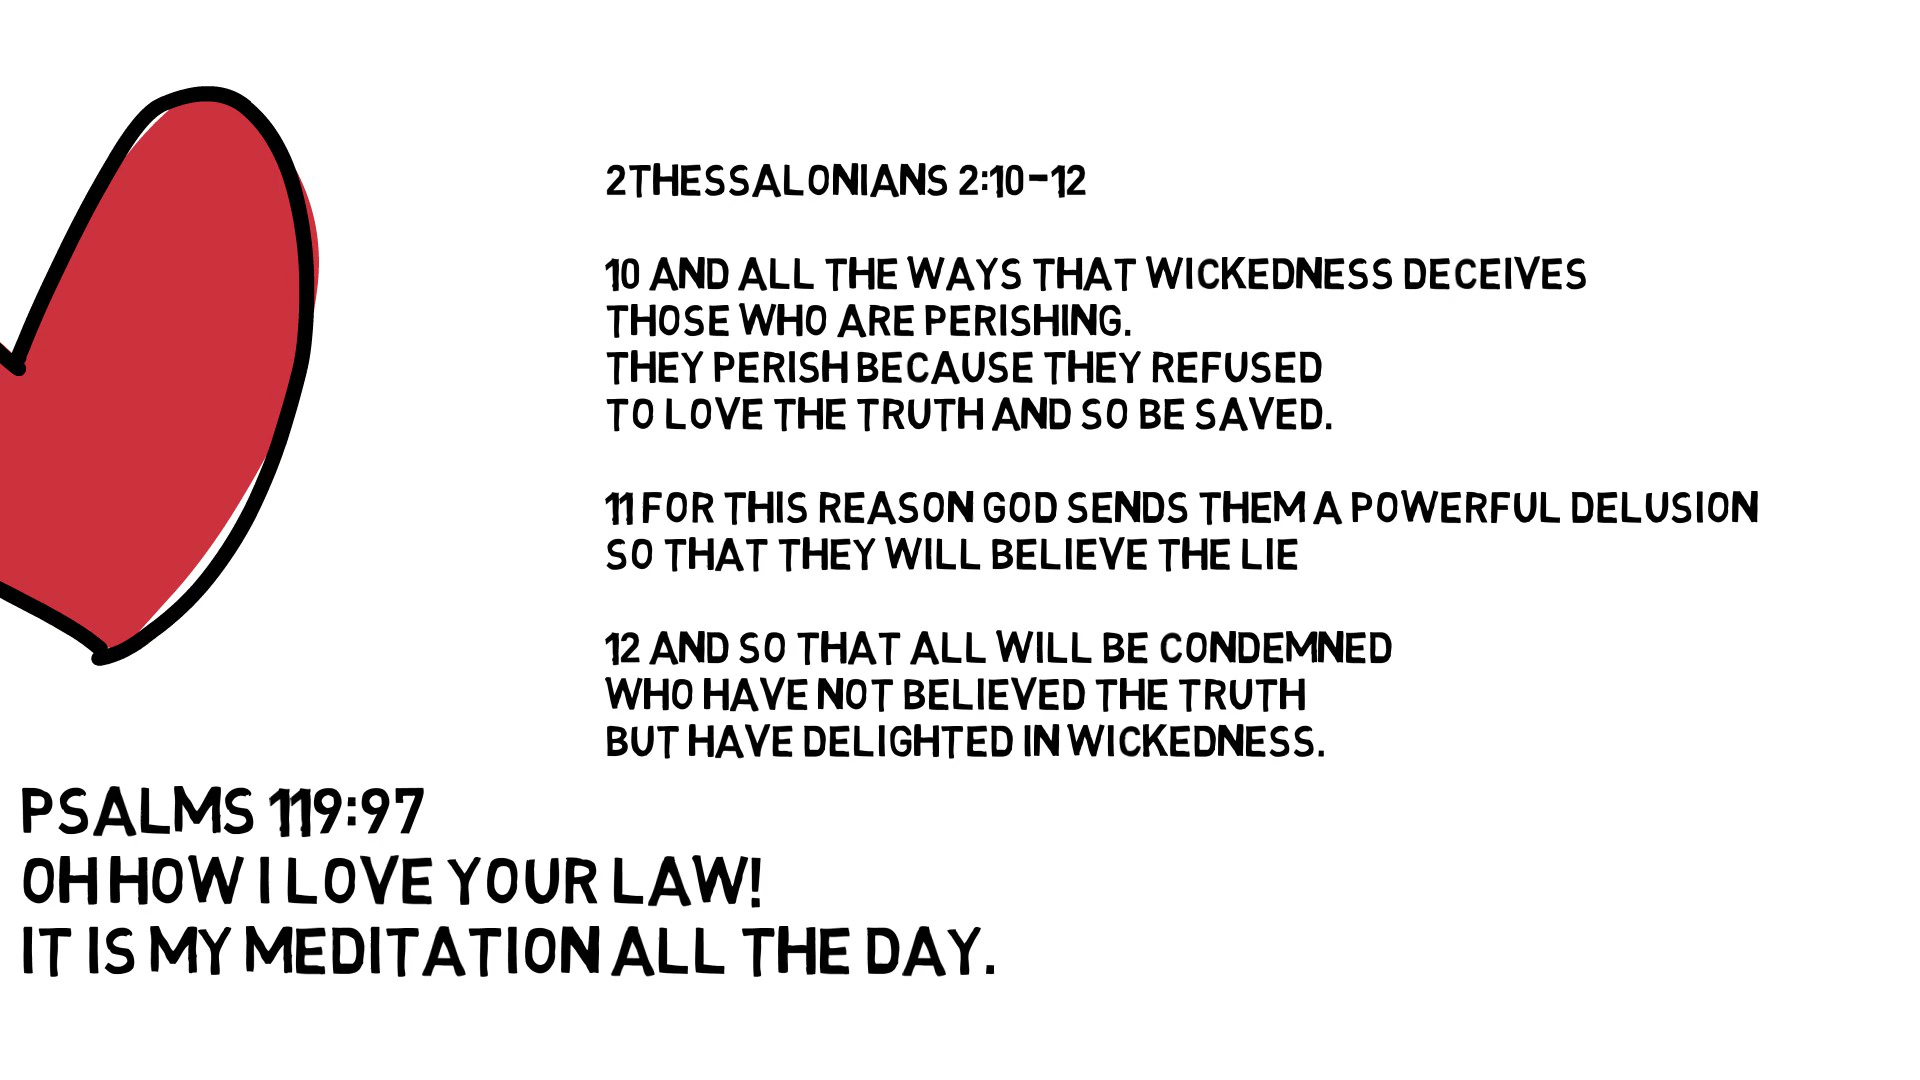 2THESSALONIANS 2:10-12
10 AND ALL THE WAYS THAT WICKEDNESS DECEIVES
THOSE WHO ARE PERISHING.
THEY PERISH BECAUSE THEY REFUSED
TO LOVE THE TRUTH AND SO BE SAVED.
11 FOR THIS REASON GOD SENDS THEM A POWERFUL DELUSION
SO THAT THEY WILL BELIEVE THE LIE
12 AND SO THAT ALL WILL BE CONDEMNED
WHO HAVE NOT BELIEVED THE TRUTH
BUT HAVE DELIGHTED IN WICKEDNESS.
PSALMS 119:97
OH HOW I LOVE YOUR LAW!
IT IS MY MEDITATION ALL THE DAY.